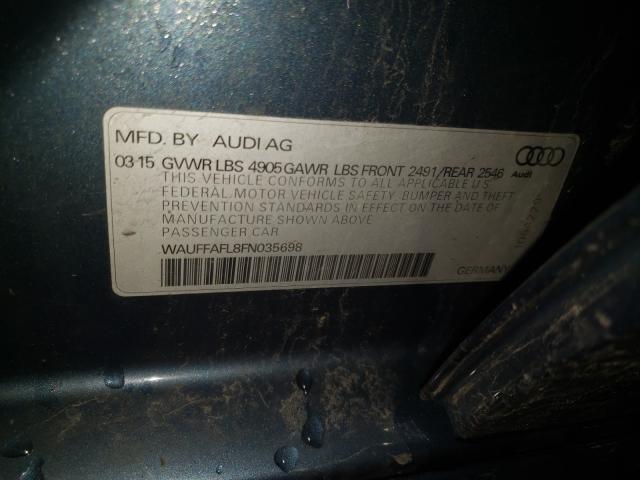 MFD. BY AUDI AG
03 15 GVWR LBS 4905 GAWR LBS FRONT 2491/REAR 2546
Audi
THIS VEHICLE CONFORMS TO ALL APPLICABLE U S
FEDERAL MOTOR VEHICLE SAFETY, BUMPER AND THEFT
PREVENTION STANDARDS IN EFFECT ON THE DATE OF
MANUFACTURE SHOWN ABOVE
PASSENGER CAR
WAUFFAFL8FN035698
GERMANY